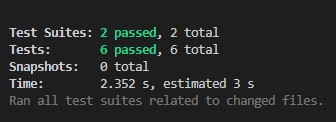 Test Suites: 2 passed, 2 total
Tests: 6 passed, 6 total
Snapshots: 0 total
Time: 2.352 s, estimated 3 s
Ran all test suites related to changed files.